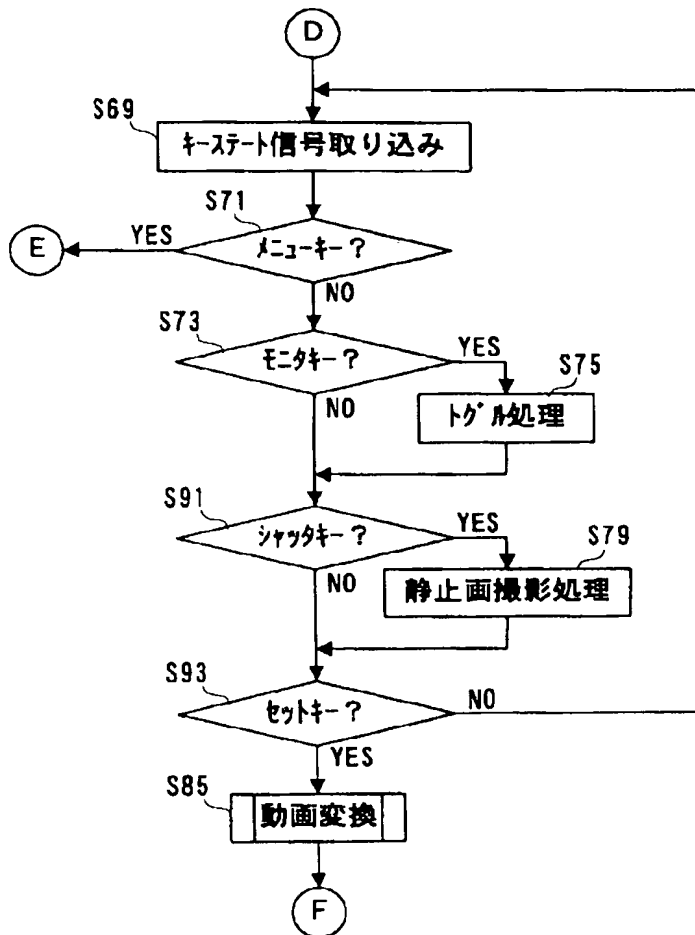 D
S69
キーステート信号取り込み
S71
E
YES
メニューキー?
NO
S73
モニタキー?
YES
S75
NO
トグル処理
S91
シャッタキー?
YES
S79
NO
静止画撮影処理
S93
セットキー?
NO
YES
S85
動画変換
F